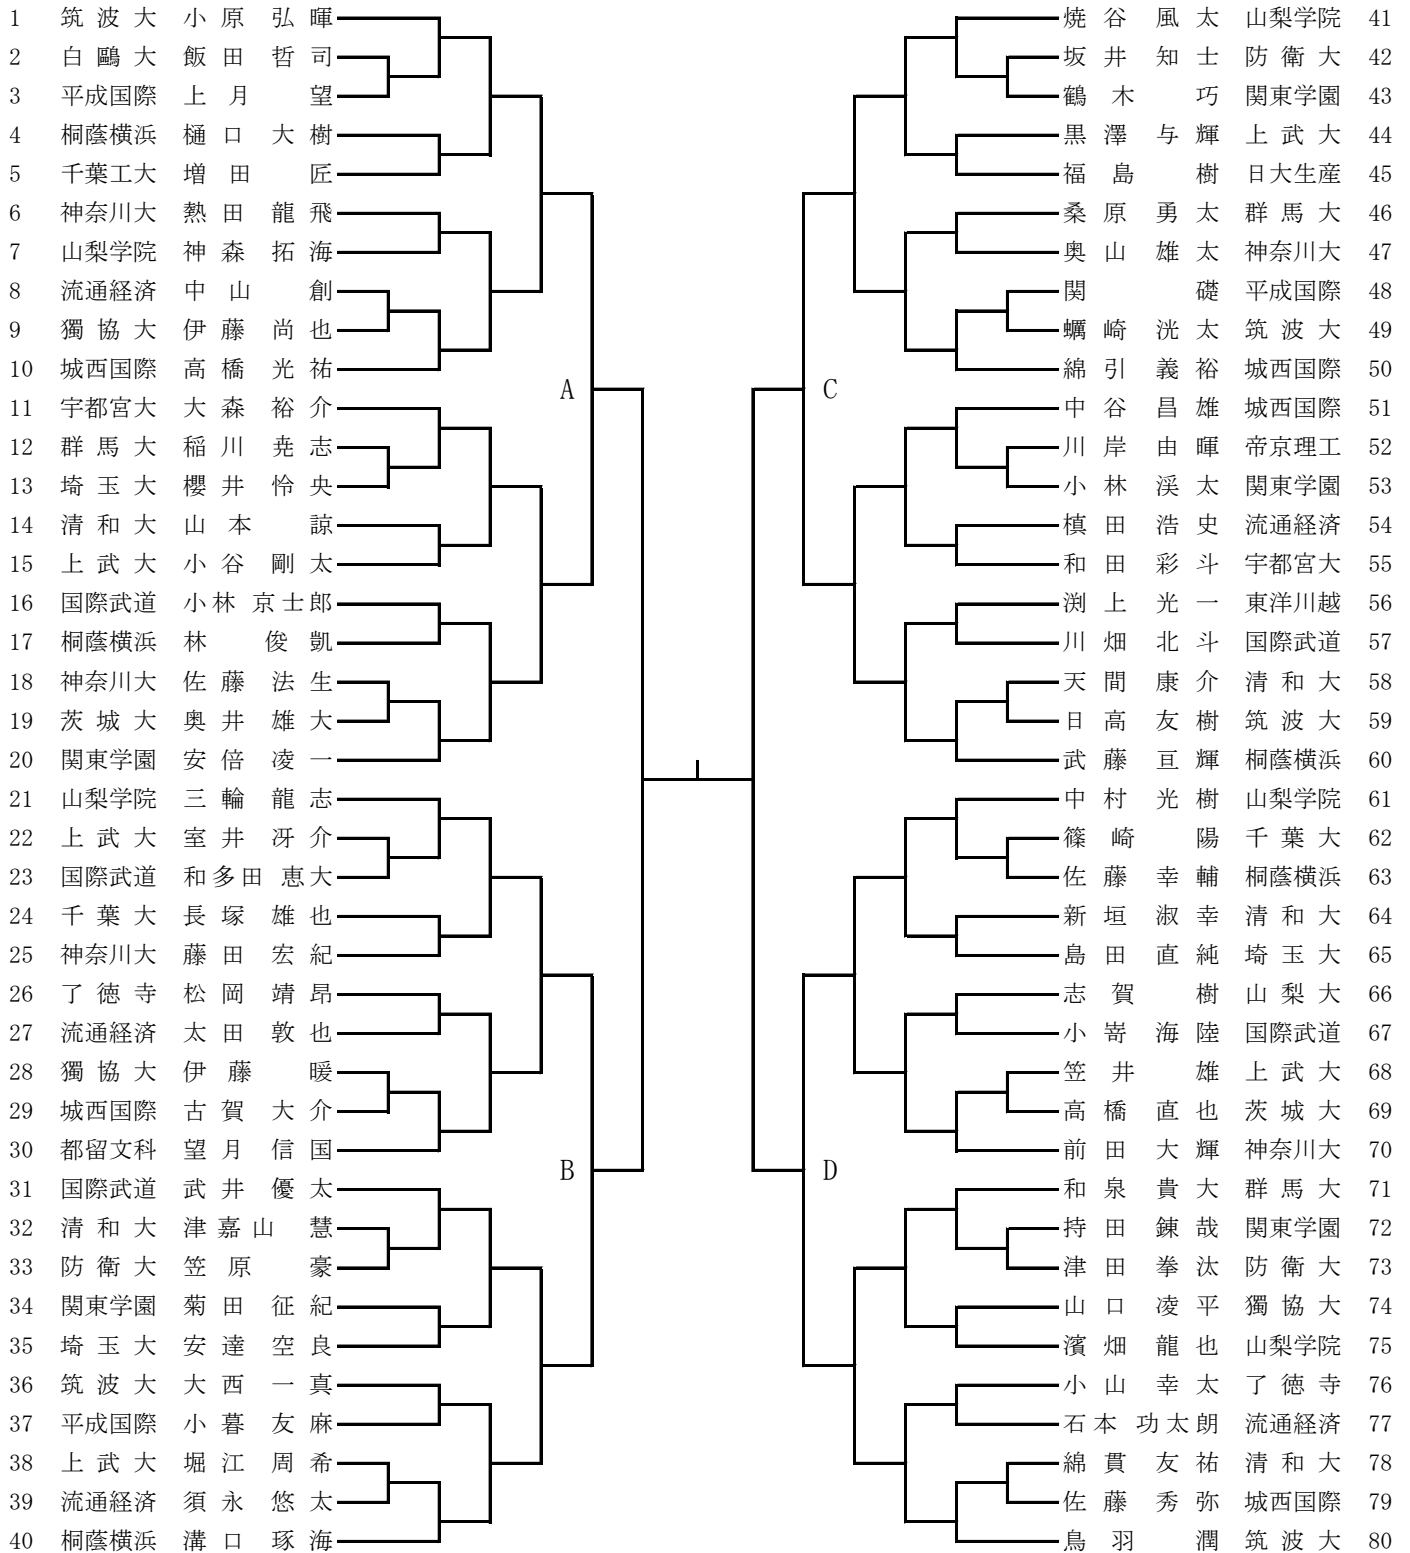 1 筑波大 小原弘暉
2 白鷗大 飯田哲司
3 平成国際 上月望
4 桐蔭横浜 樋口大樹
5 千葉工大 増田匠
6 神奈川大 熱田龍飛
7 山梨学院 神森拓海
8 流通経済 中山創
9 獨協大 伊藤尚也
10 城西国際 高橋光祐
A
11 宇都宮大 大森裕介
12 群馬大 稲川尭志
13 埼玉大 櫻井怜央
14 清和大 山本諒
15 上武大 小谷剛太
16 国際武道 小林京士郎
17 桐蔭横浜 林俊凱
18 神奈川大 佐藤法生
19 茨城大 奥井雄大
20 関東学園 安倍凌一
21 山梨学院 三輪龍志
22 上武大 室井冴介
23 国際武道 和多田恵大
24 千葉大 長塚雄也
25 神奈川大 藤田宏紀
26 了徳寺 松岡靖昂
27 流通経済 太田敦也
28 獨協大 伊藤暖
29 城西国際 古賀大介
30 都留文科 望月信国
B
31 国際武道 武井優太
32 清和大 津嘉山慧
33 防衛大 笠原豪
34 関東学園 菊田征紀
35 埼玉大 安達空良
36 筑波大 大西一真
37 平成国際 小暮友麻
38 上武大 堀江周希
39 流通経済 須永悠太
40 桐蔭横浜 溝口琢海
焼谷風太 山梨学院 41
坂井知士 防衛大 42
鶴木巧 関東学園 43
黒澤与輝 上武大 44
福島樹 日大生産 45
桑原勇太 群馬大 46
奥山雄太 神奈川大 47
関礎 平成国際 48
蠣崎洸太 筑波大 49
綿引義裕 城西国際 50
C
中谷昌雄 城西国際 51
川岸由暉 帝京理工 52
小林渓太 関東学園 53
槙田浩史 流通経済 54
和田彩斗 宇都宮大 55
渕上光一 東洋川越 56
川畑北斗 国際武道 57
天間康介 清和大 58
日高友樹 筑波大 59
武藤亘輝 桐蔭横浜 60
中村光樹 山梨学院 61
篠崎陽 千葉大 62
佐藤幸輔 桐蔭横浜 63
新垣淑幸 清和大 64
島田直純 埼玉大 65
志賀樹 山梨大 66
小嵜海陸 国際武道 67
笠井雄 上武大 68
高橋直也 茨城大 69
前田大輝 神奈川大 70
D
和泉貴大 群馬大 71
持田錬哉 関東学園 72
津田拳汰 防衛大 73
山口凌平 獨協大 74
濱畑龍也 山梨学院 75
小山幸太 了徳寺 76
石本功太朗 流通経済 77
綿貫友祐 清和大 78
佐藤秀弥 城西国際 79
鳥羽潤 筑波大 80